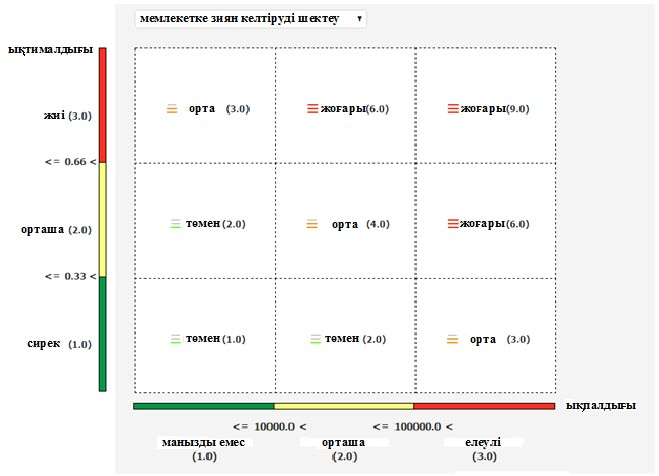 мемлекетке зиян келтіруді шектеу
ықтималдығы
жиі (3.0)
орта (3.0)
жоғары(6.0)
жоғары(9.0)
<= 0.66 <
орташа (2.0)
төмен (2.0)
орта (4.0)
жоғары(6.0)
<= 0.33 <
сирек (1.0)
төмен (1.0)
төмен (2.0)
орта (3.0)
ықпалдығы
<= 10000.0 < <= 100000.0 <
маңызды емес орташа елеулі
(1.0) (2.0) (3.0)